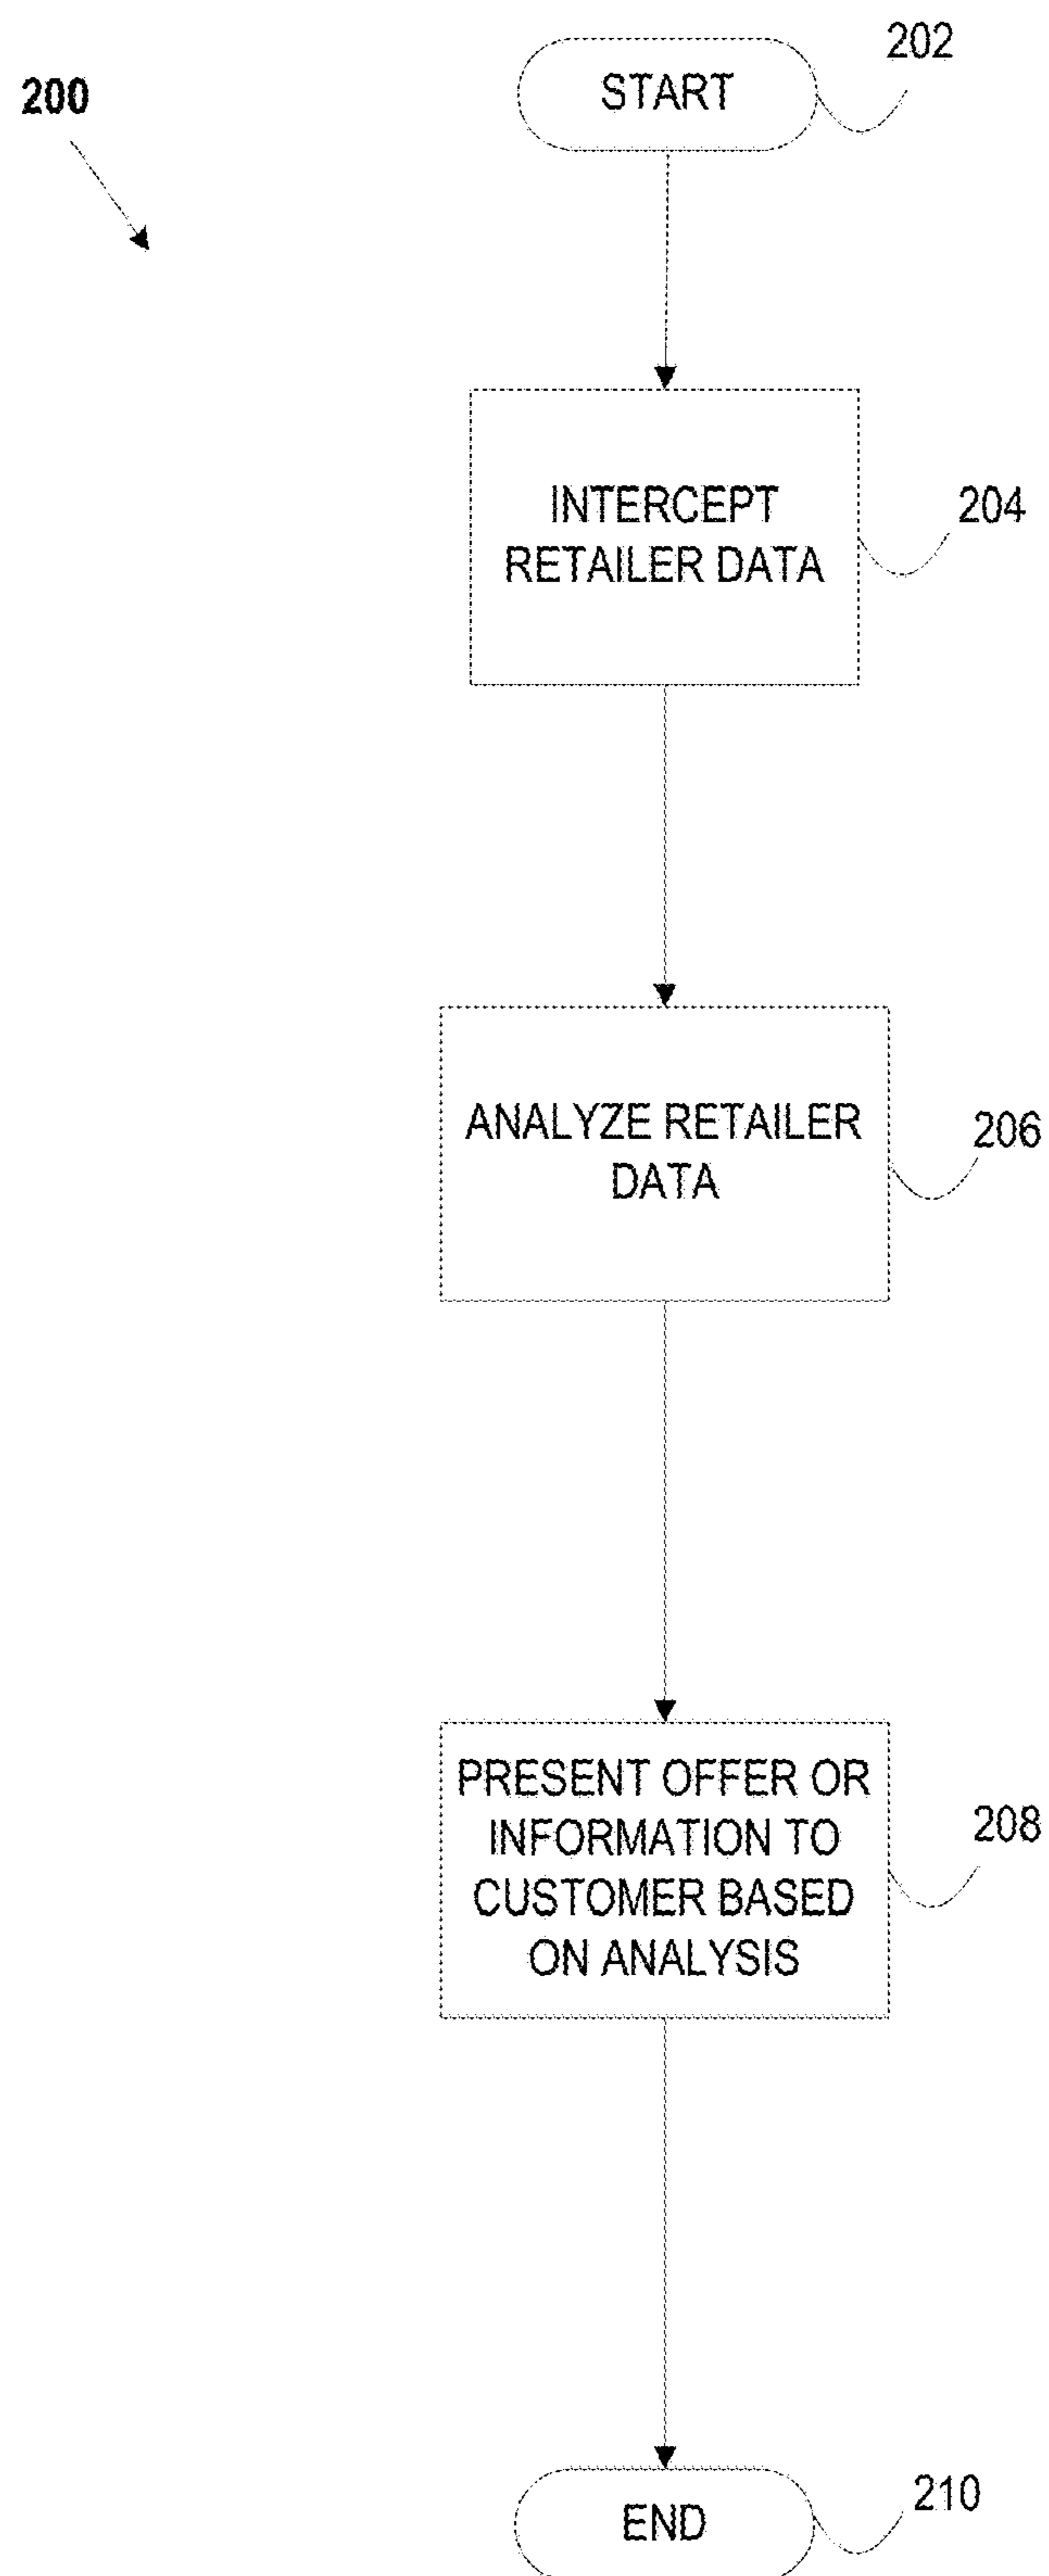 200
START
202
INTERCEPT
RETAILER DATA
204
ANALYZE RETAILER
DATA
206
PRESENT OFFER OR
INFORMATION TO
CUSTOMER BASED
ON ANALYSIS
208
END
210